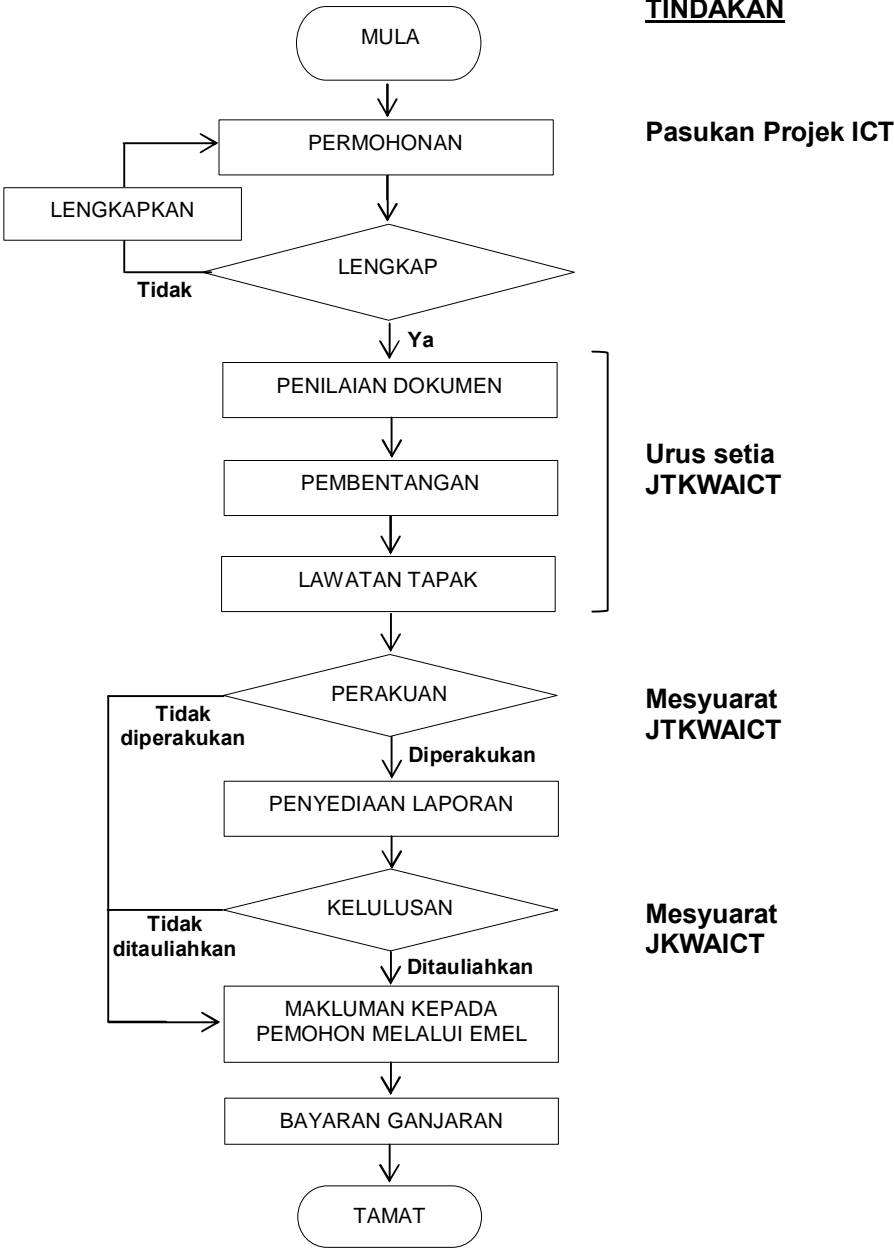 TINDAKAN
MULA
PERMOHONAN
Pasukan Projek ICT
LENGKAPKAN
LENGKAP
Tidak
Ya
PENILAIAN DOKUMEN
PEMBENTANGAN
Urus setia
JTKWAICT
LAWATAN TAPAK
PERAKUAN
Mesyuarat
JTKWAICT
Tidak
diperakukan
Diperakukan
PENYEDIAAN LAPORAN
KELULUSAN
Mesyuarat
JKWAICT
Tidak
ditauliahkan
Ditauliahkan
MAKLUMAN KEPADA
PEMOHON MELALUI EMEL
BAYARAN GANJARAN
TAMAT